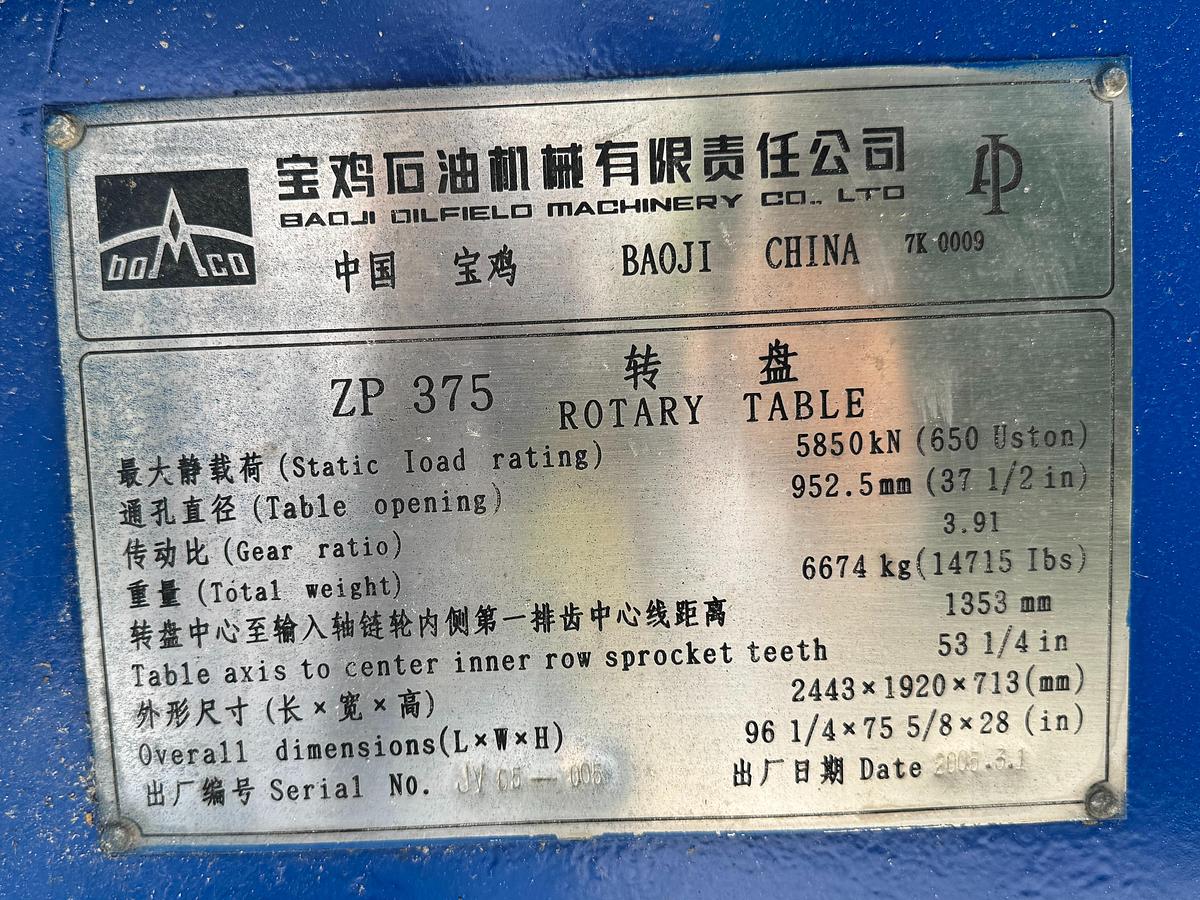 宝鸡石油机械有限责任公司
BAOJI OILFIELD MACHINERY CO., LTD
bomco
中国 宝鸡 BAOJI CHINA 7K-0009
API
转 盘
ZP 375 ROTARY TABLE
最大静载荷 (Static load rating) 5850kN (650 Uston)
通孔直径 (Table opening) 952.5mm (37 1/2 in)
传动比 (Gear ratio) 3.91
重量 (Total weight) 6674 kg(14715 Ibs)
转盘中心至输入轴链轮内侧第一排齿中心线距离 1353 mm
Table axis to center inner row sprocket teeth 53 1/4 in
外形尺寸 (长×宽×高) 2443×1920×713(mm)
Overall dimensions(L×W×H) 96 1/4×75 5/8×28 (in)
出厂编号 Serial No. 出厂日期 Date